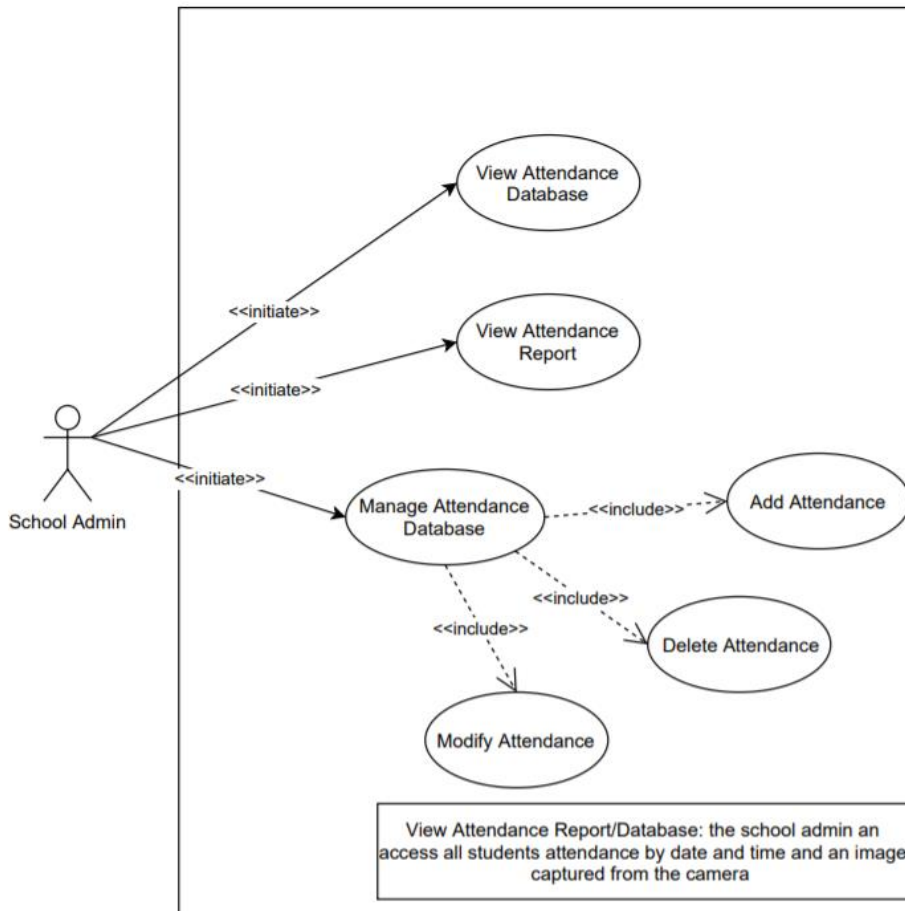 View Attendance
Database
<<initiate>>
View Attendance
Report
<<initiate>>
<<initiate>>
School Admin
Manage Attendance
Database
<<include>>
Add Attendance
<<include>>
Delete Attendance
<<include>>
Modify Attendance
View Attendance Report/Database: the school admin an
access all students attendance by date and time and an image
captured from the camera